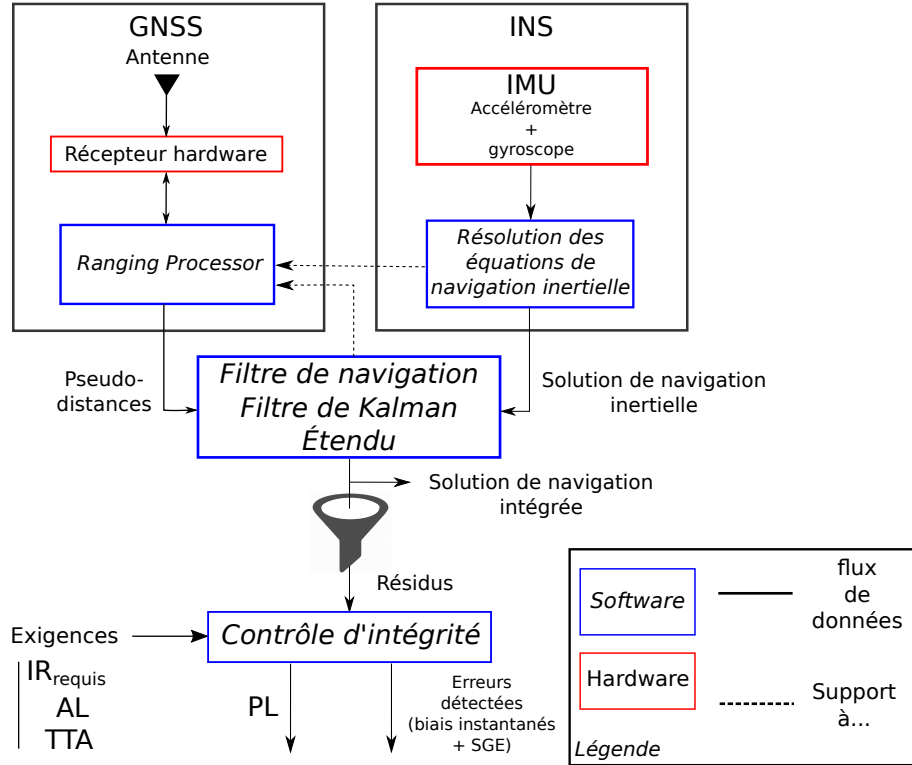 GNSS
Antenne
Récepteur hardware
Ranging Processor
INS
IMU
Accéléromètre
+
gyroscope
Résolution des
équations de
navigation inertielle
Pseudo-
distances
Filtre de navigation
Filtre de Kalman
Étendu
Solution de navigation
inertielle
Solution de navigation
intégrée
Résidus
Exigences
IRrequis
AL
TTA
Contrôle d'intégrité
PL
Erreurs
détectées
(biais instantanés
+ SGE)
Software
flux
de
données
Hardware
Support
à...
Légende